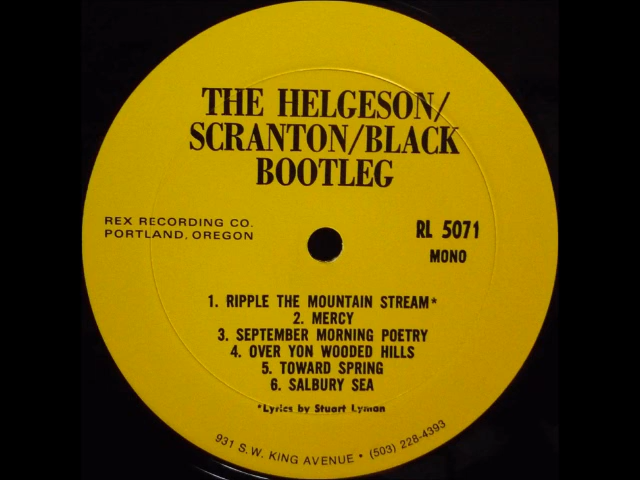 THE HELGESON/
SCRANTON/BLACK
BOOTLEG
REX RECORDING CO.
PORTLAND, OREGON
RL 5071
MONO
1. RIPPLE THE MOUNTAIN STREAM*
2. MERCY
3. SEPTEMBER MORNING POETRY
4. OVER YON WOODED HILLS
5. TOWARD SPRING
6. SALBURY SEA
*Lyrics by Stuart Lyman
931 S.W. KING AVENUE • (503) 228-4393